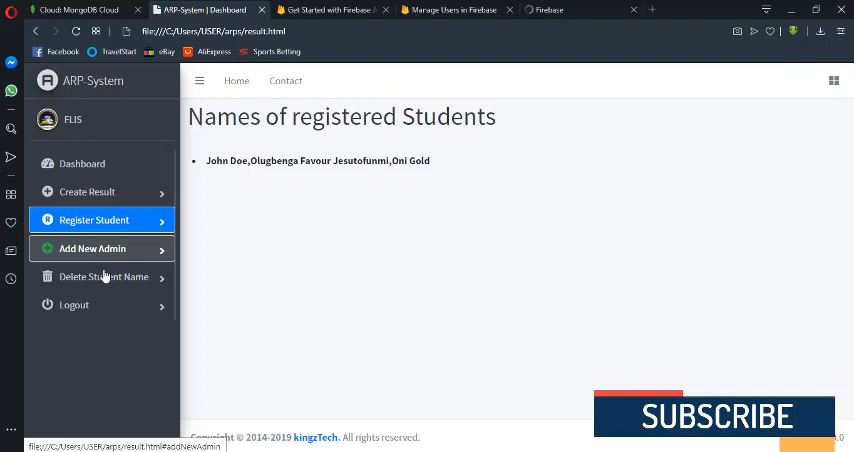 Cloud: MongoDB Cloud
ARP-System | Dashboard
Get Started with Firebase A
Manage Users in Firebase
Firebase
file:///C:/Users/USER/arps/result.html
Facebook
TravelStart
eBay
AliExpress
Sports Betting
ARP-System
Home
Contact
FLIS
Names of registered Students
John Doe,Olugbenga Favour Jesutofunmi,Oni Gold
Dashboard
Create Result
Register Student
Add New Admin
Delete Student Name
Logout
SUBSCRIBE
Copyright © 2014-2019 kingzTech. All rights reserved.
file:///C:/Users/USER/arps/result.html#addNewAdmin